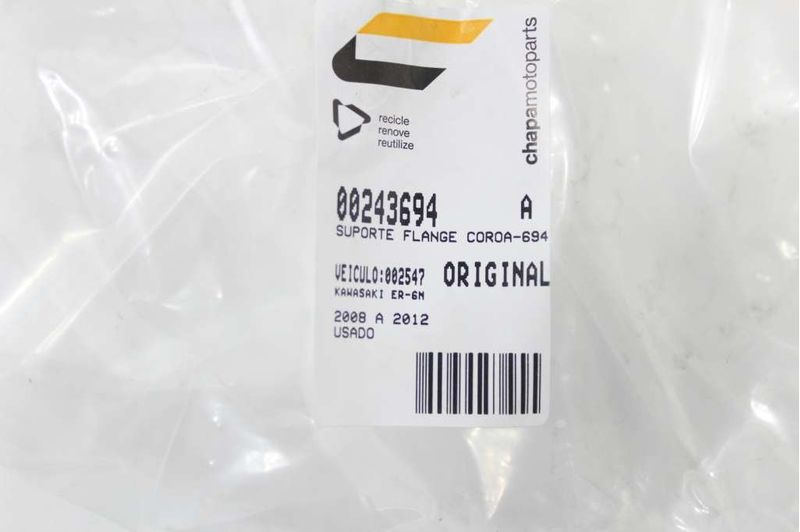 chapamotoparts
recicle
renove
reutilize
00243694 A
SUPORTE FLANGE COROA-694
VEICULO:002547 ORIGINAL
KAWASAKI ER-6N
2008 A 2012
USADO